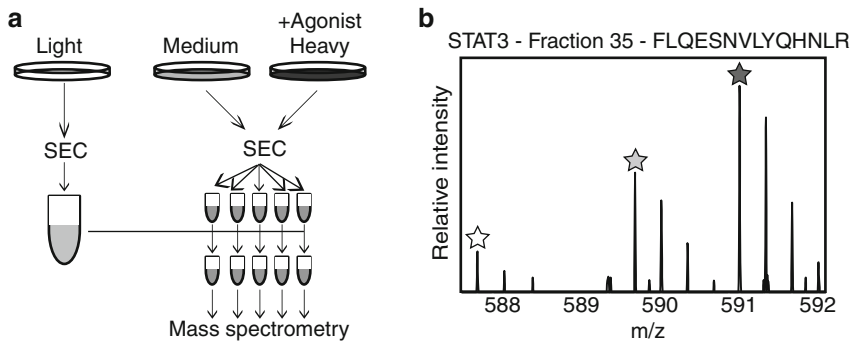 a
Light
Medium
+Agonist
Heavy
SEC
SEC
Mass spectrometry
b
STAT3 - Fraction 35 - FLQESNVLYQHNLR
Relative intensity
588 589 590 591 592
m/z